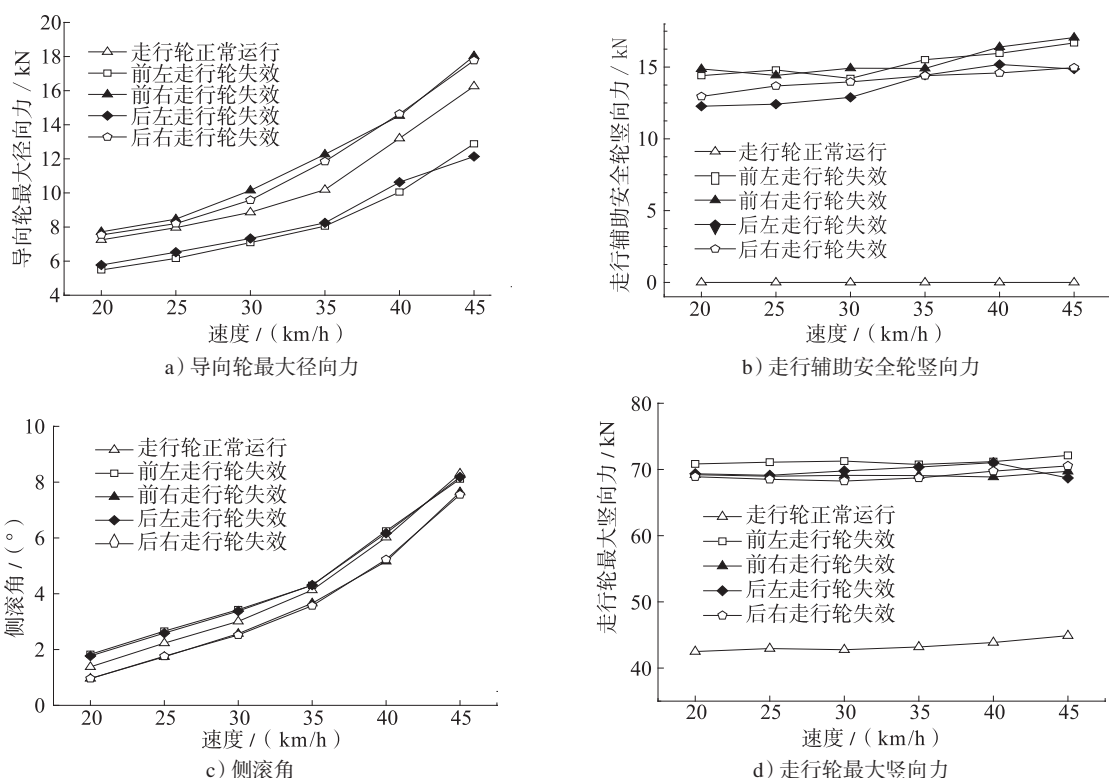 20
18
16
14
12
10
8
6
4
导向轮最大径向力 / kN
走行轮正常运行
前左走行轮失效
前右走行轮失效
后左走行轮失效
后右走行轮失效
20 25 30 35 40 45
速度 /（km/h）
a）导向轮最大径向力
15
10
5
0
走行辅助安全轮竖向力 / kN
走行轮正常运行
前左走行轮失效
前右走行轮失效
后左走行轮失效
后右走行轮失效
20 25 30 35 40 45
速度 /（km/h）
b）走行辅助安全轮竖向力
10
8
6
4
2
0
侧滚角 /（°）
走行轮正常运行
前左走行轮失效
前右走行轮失效
后左走行轮失效
后右走行轮失效
20 25 30 35 40 45
速度 /（km/h）
c）侧滚角
80
70
60
50
40
走行轮最大竖向力 / kN
走行轮正常运行
前左走行轮失效
前右走行轮失效
后左走行轮失效
后右走行轮失效
20 25 30 35 40 45
速度 /（km/h）
d）走行轮最大竖向力